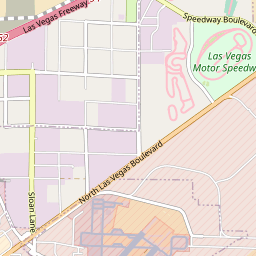 Las Vegas Freeway
Speedway Boulevard
Las Vegas
Motor Speedw
North Las Vegas Boulevard
Sloan Lane